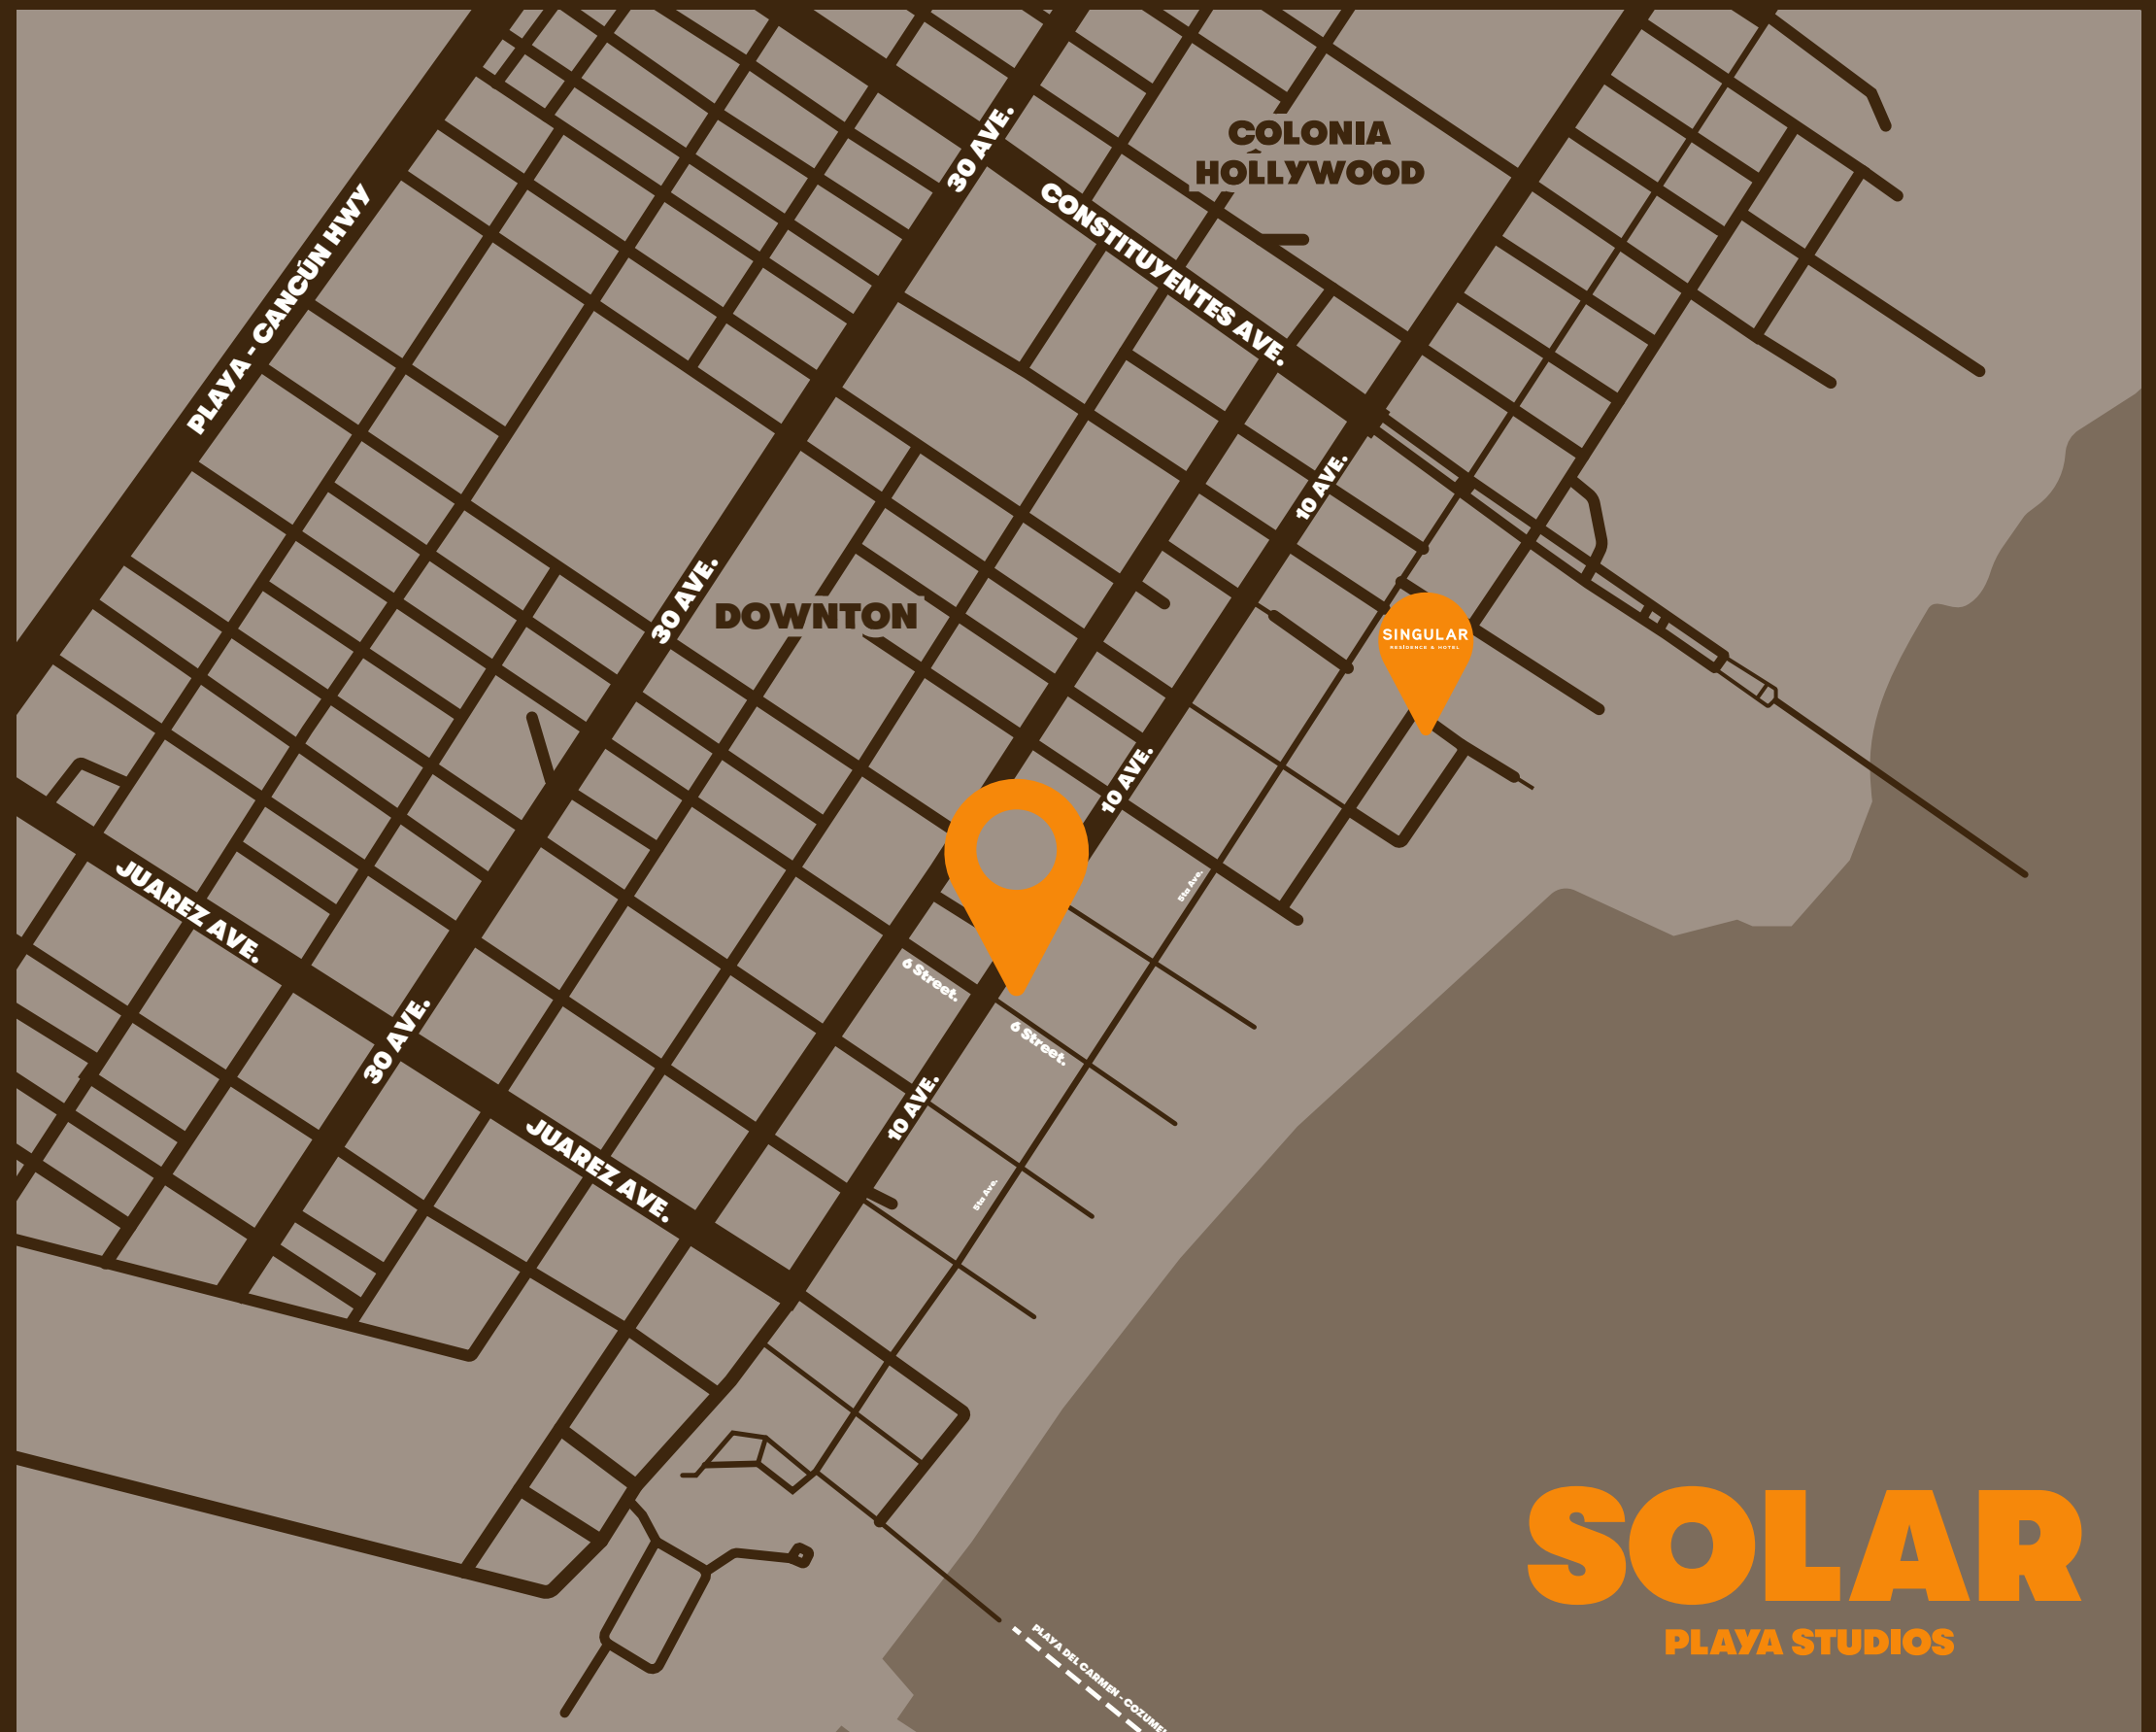 30 AVE.
COLONIA
HOLLYWOOD
CONSTITUYENTES AVE.
PLAYA - CANCÚN HWY
10 AVE.
30 AVE.
DOWNTON
SINGULAR
RESIDENCE & HOTEL
10 AVE.
JUAREZ AVE.
5ta Ave.
6 Street.
6 Street.
30 AVE.
10 AVE.
JUAREZ AVE.
5ta Ave.
SOLAR
PLAYA STUDIOS
PLAYA DEL CARMEN - COZUMEL